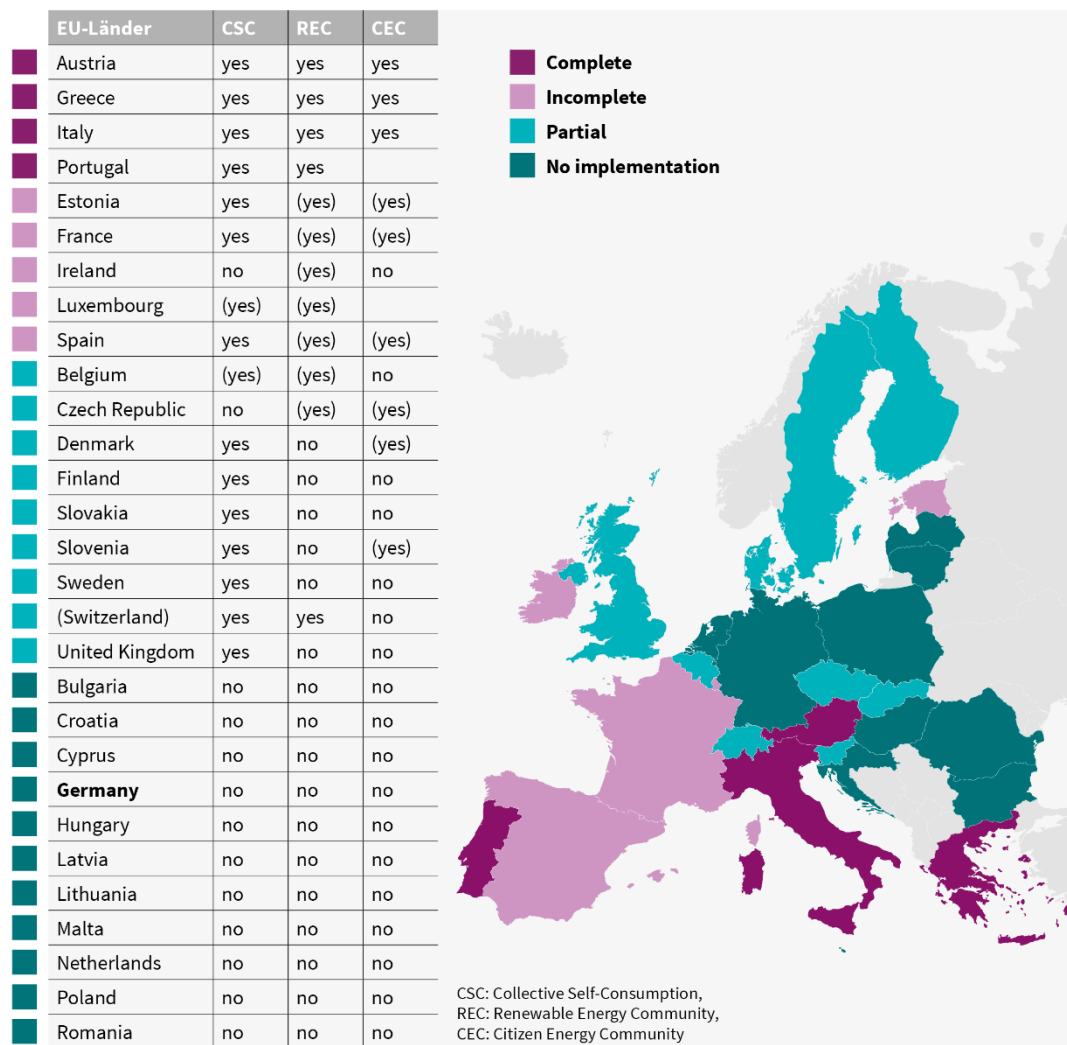 EU-Länder CSC REC CEC
Austria yes yes yes
Greece yes yes yes
Italy yes yes yes
Portugal yes yes
Estonia yes (yes) (yes)
France yes (yes) (yes)
Ireland no (yes) no
Luxembourg (yes) (yes)
Spain yes (yes) (yes)
Belgium (yes) (yes) no
Czech Republic no (yes) (yes)
Denmark yes no (yes)
Finland yes no no
Slovakia yes no no
Slovenia yes no (yes)
Sweden yes no no
(Switzerland) yes yes no
United Kingdom yes no no
Bulgaria no no no
Croatia no no no
Cyprus no no no
Germany no no no
Hungary no no no
Latvia no no no
Lithuania no no no
Malta no no no
Netherlands no no no
Poland no no no
Romania no no no
Complete
Incomplete
Partial
No implementation
CSC: Collective Self-Consumption,
REC: Renewable Energy Community,
CEC: Citizen Energy Community